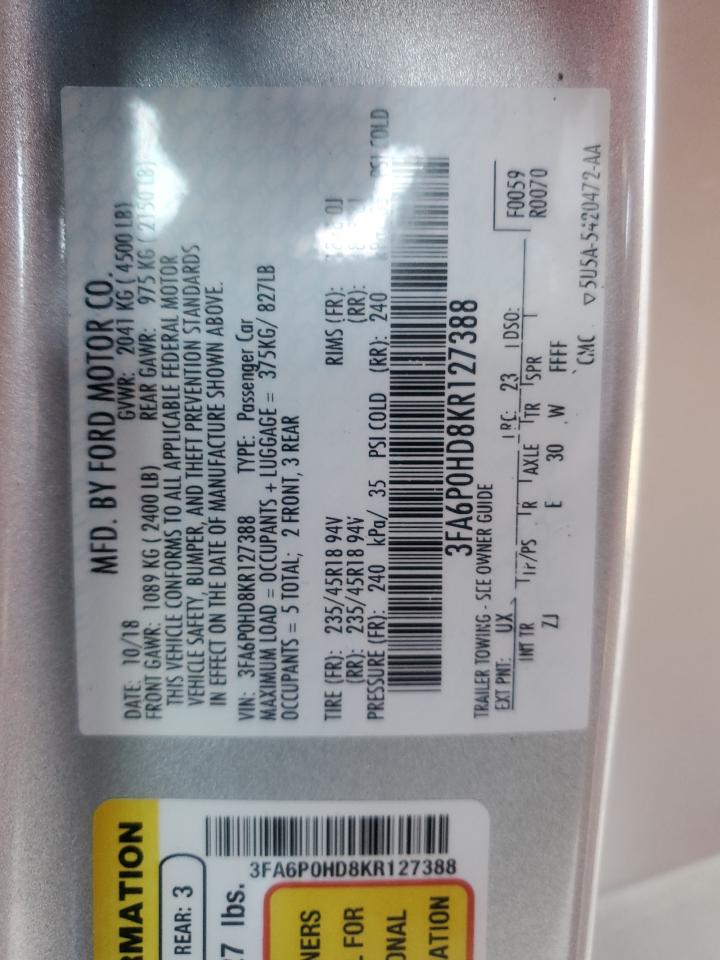 MFD. BY FORD MOTOR CO.
DATE: 10/18 GVWR: 2041 KG ( 4500 LB)
FRONT GAWR: 1089 KG ( 2400 LB) REAR GAWR: 975 KG ( 2150 LB)
THIS VEHICLE CONFORMS TO ALL APPLICABLE FEDERAL MOTOR
VEHICLE SAFETY, BUMPER, AND THEFT PREVENTION STANDARDS
IN EFFECT ON THE DATE OF MANUFACTURE SHOWN ABOVE.
VIN: 3FA6P0HD8KR127388 TYPE: Passenger Car
MAXIMUM LOAD = OCCUPANTS + LUGGAGE = 375KG/ 827LB
OCCUPANTS = 5 TOTAL; 2 FRONT, 3 REAR
TIRE (FR): 235/45R18 94V RIMS (FR):
(RR): 235/45R18 94V (RR):
PRESSURE (FR): 240 kPa/ 35 PSI COLD (RR): 240 PSI COLD
3FA6P0HD8KR127388
TRAILER TOWING - SEE OWNER GUIDE F0059
EXT PNT: UX RC: 23 DSO: R0070
INT TR Tir/PS R AXLE TR SPR
ZJ E 30 W FFFF
CMC ▽5U5A-5420472-AA
RMATION
REAR: 3
27 lbs.
3FA6P0HD8KR127388
NERS
L FOR
ONAL
ATION